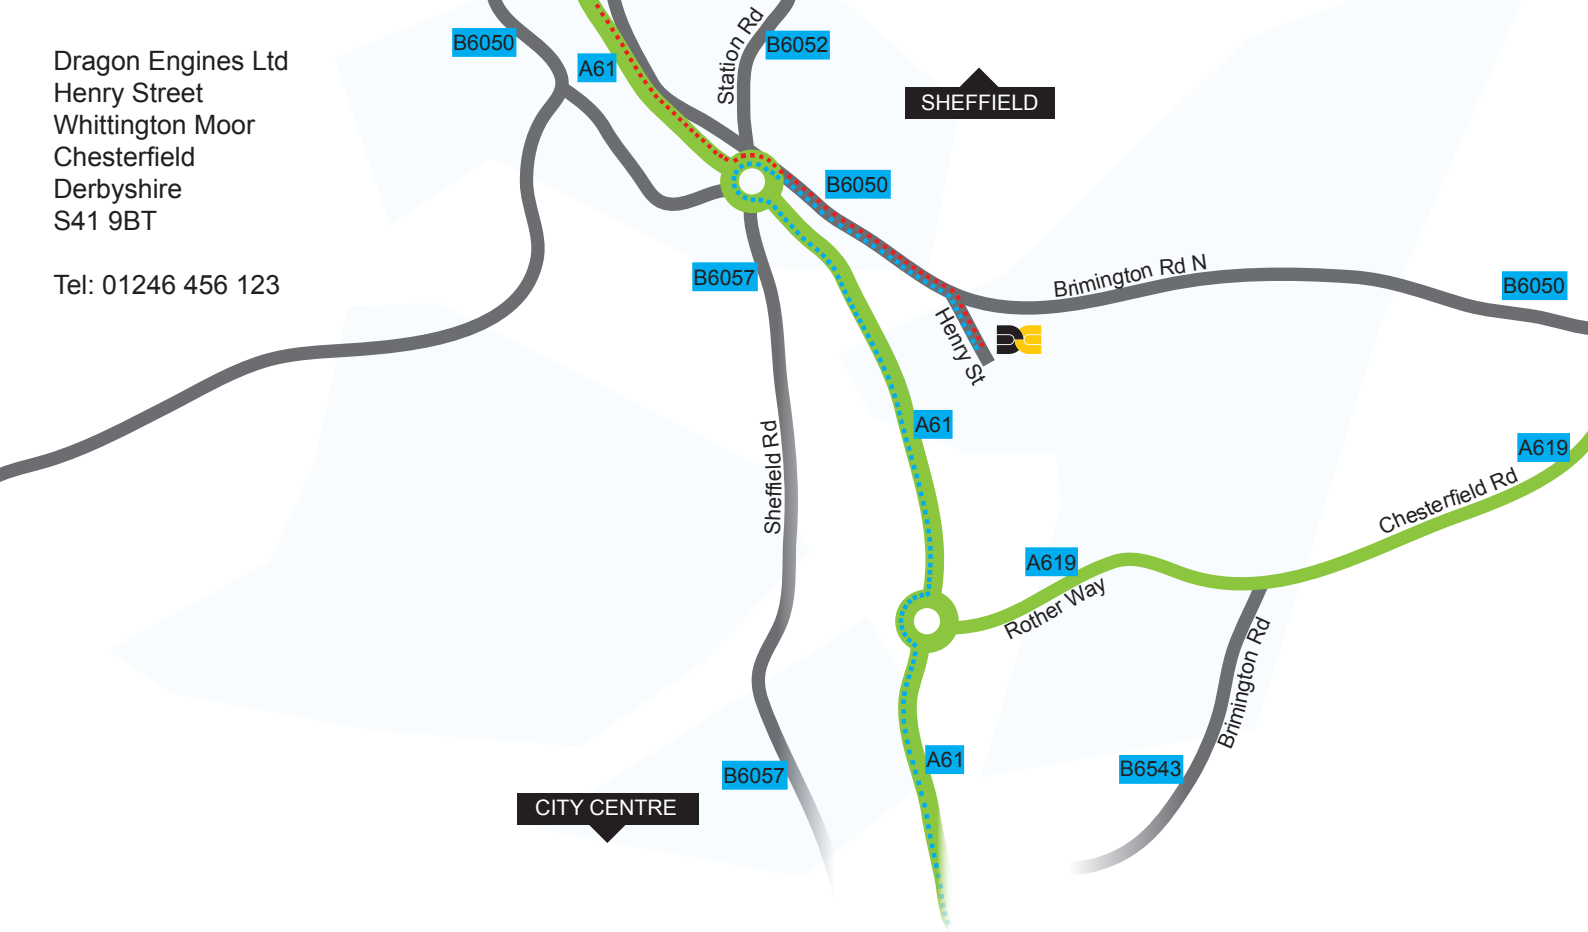 Dragon Engines Ltd
Henry Street
Whittington Moor
Chesterfield
Derbyshire
S41 9BT
Tel: 01246 456 123
B6050
A61
Station Rd
B6052
SHEFFIELD
B6050
B6057
Brimington Rd N
B6050
Henry St
A61
Sheffield Rd
A619
Chesterfield Rd
A619
Rother Way
Brimington Rd
B6057
A61
B6543
CITY CENTRE